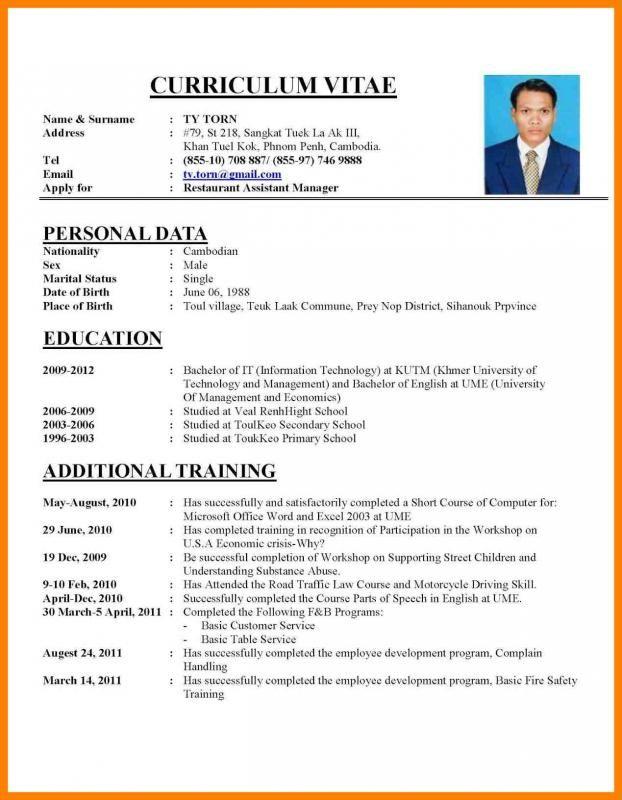 CURRICULUM VITAE
Name & Surname : TY TORN
Address : #79, St 218, Sangkat Tuek La Ak III,
Khan Tuel Kok, Phnom Penh, Cambodia.
Tel : (855-10) 708 887/ (855-97) 746 9888
Email : ty.torn@gmail.com
Apply for : Restaurant Assistant Manager
PERSONAL DATA
Nationality : Cambodian
Sex : Male
Marital Status : Single
Date of Birth : June 06, 1988
Place of Birth : Toul village, Teuk Laak Commune, Prey Nop District, Sihanouk Prpvince
EDUCATION
2009-2012 : Bachelor of IT (Information Technology) at KUTM (Khmer University of
Technology and Management) and Bachelor of English at UME (University
Of Management and Economics)
2006-2009 : Studied at Veal RenhHight School
2003-2006 : Studied at ToulKeo Secondary School
1996-2003 : Studied at ToukKeo Primary School
ADDITIONAL TRAINING
May-August, 2010 : Has successfully and satisfactorily completed a Short Course of Computer for:
Microsoft Office Word and Excel 2003 at UME
29 June, 2010 : Has completed training in recognition of Participation in the Workshop on
U.S.A Economic crisis-Why?
19 Dec, 2009 : Be successful completion of Workshop on Supporting Street Children and
Understanding Substance Abuse.
9-10 Feb, 2010 : Has Attended the Road Traffic Law Course and Motorcycle Driving Skill.
April-Dec, 2010 : Successfully completed the Course Parts of Speech in English at UME.
30 March-5 April, 2011 : Completed the Following F&B Programs:
- Basic Customer Service
- Basic Table Service
August 24, 2011 : Has successfully completed the employee development program, Complain
Handling
March 14, 2011 : Has successfully completed the employee development program, Basic Fire Safety
Training